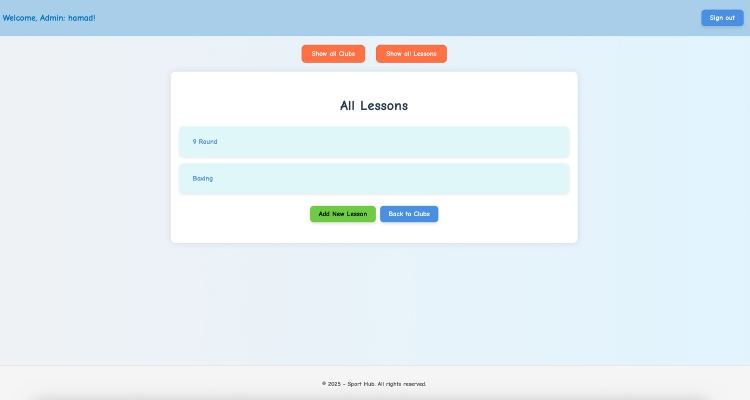 Welcome, Admin: hamad!
Sign out
Show all Clubs
Show all Lessons
All Lessons
9 Round
Boxing
Add New Lesson
Back to Clubs
© 2025 - Sport Hub. All rights reserved.